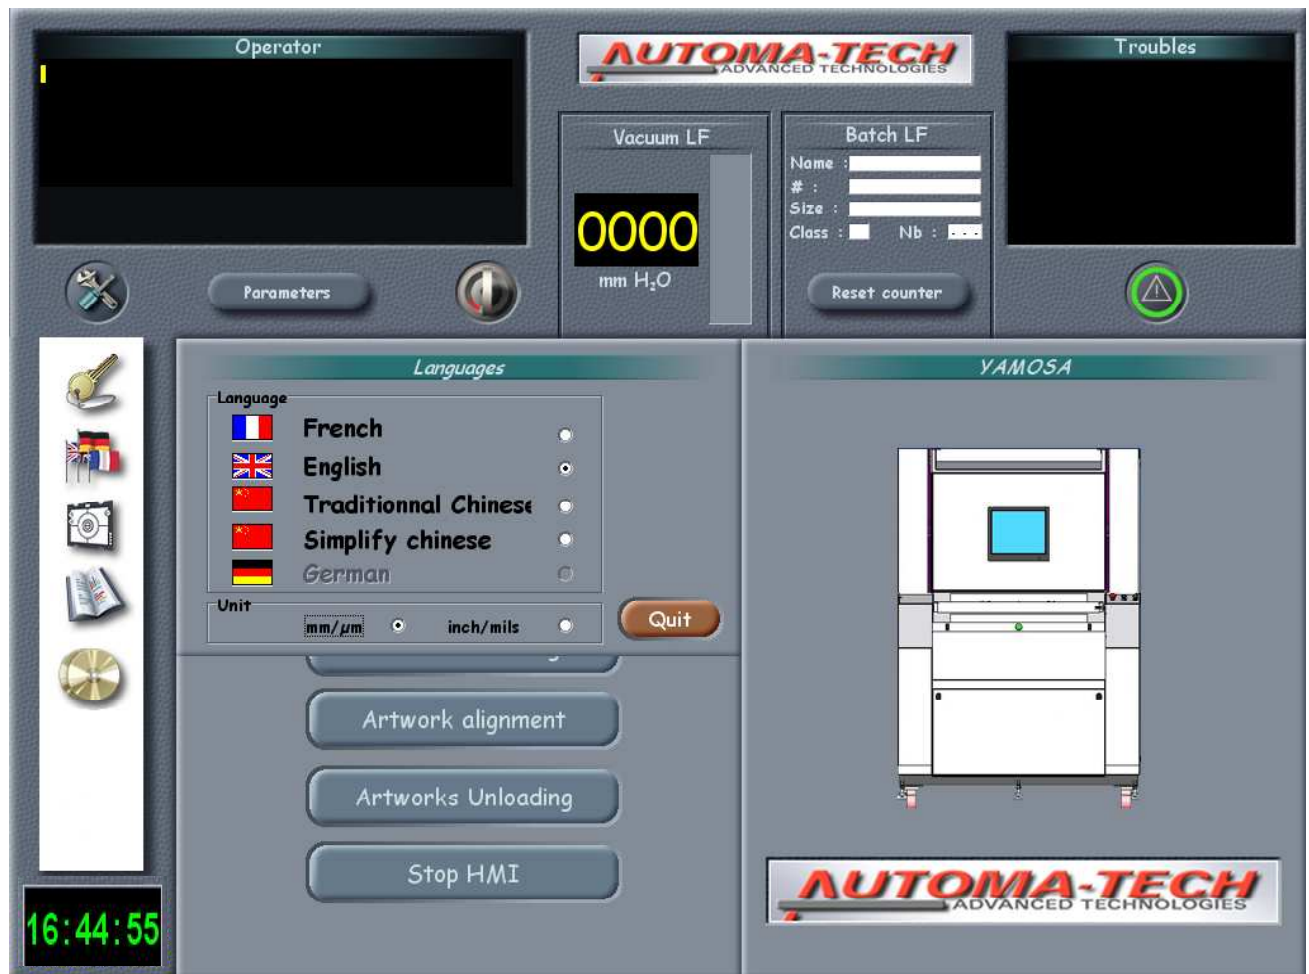 Operator
AUTOMA-TECH
ADVANCED TECHNOLOGIES
Troubles
Vacuum LF
0000
mm H₂O
Batch LF
Name :
# :
Size :
Class :
Nb : - - -
Parameters
Reset counter
Languages
Language
French
English
Traditionnal Chinese
Simplify chinese
German
Unit
mm/µm
inch/mils
Quit
YAMOSA
Artwork alignment
Artworks Unloading
Stop HMI
16:44:55
AUTOMA-TECH
ADVANCED TECHNOLOGIES